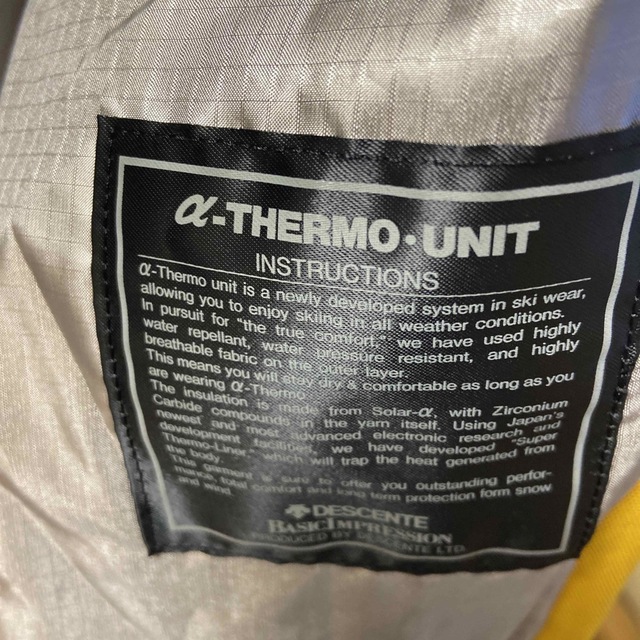 α-THERMO·UNIT
INSTRUCTIONS
α-Thermo unit is a newly developed system in ski wear,
allowing you to enjoy skiing in all weather conditions.
In pursuit for "the true comfort," we have used highly
water repellant, water pressure resistant, and highly
breathable fabric on the outer layer.
This means you will stay dry & comfortable as long as you
are wearing α-Thermo.
The insulation is made from Solar-α, with Zirconium
Carbide compounds in the yarn itself. Using Japan's
newest and most advanced electronic research and
development facilities, we have developed "Super
Thermo-Liner," which will trap the heat generated from
the body.
This garment is sure to offer you outstanding perfor-
mance, total comfort and long term protection form snow
and wind.
DESCENTE
BASIC IMPRESSION
PRODUCED BY DESCENTE LTD.